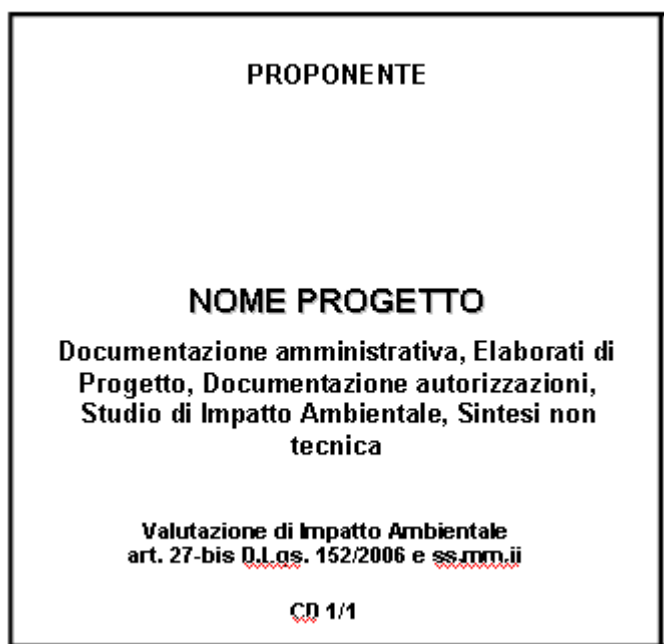 PROPONENTE
NOME PROGETTO
Documentazione amministrativa, Elaborati di
Progetto, Documentazione autorizzazioni,
Studio di Impatto Ambientale, Sintesi non
tecnica
Valutazione di Impatto Ambientale
art. 27-bis D.Lgs. 152/2006 e ss.mm.ii
CD 1/1